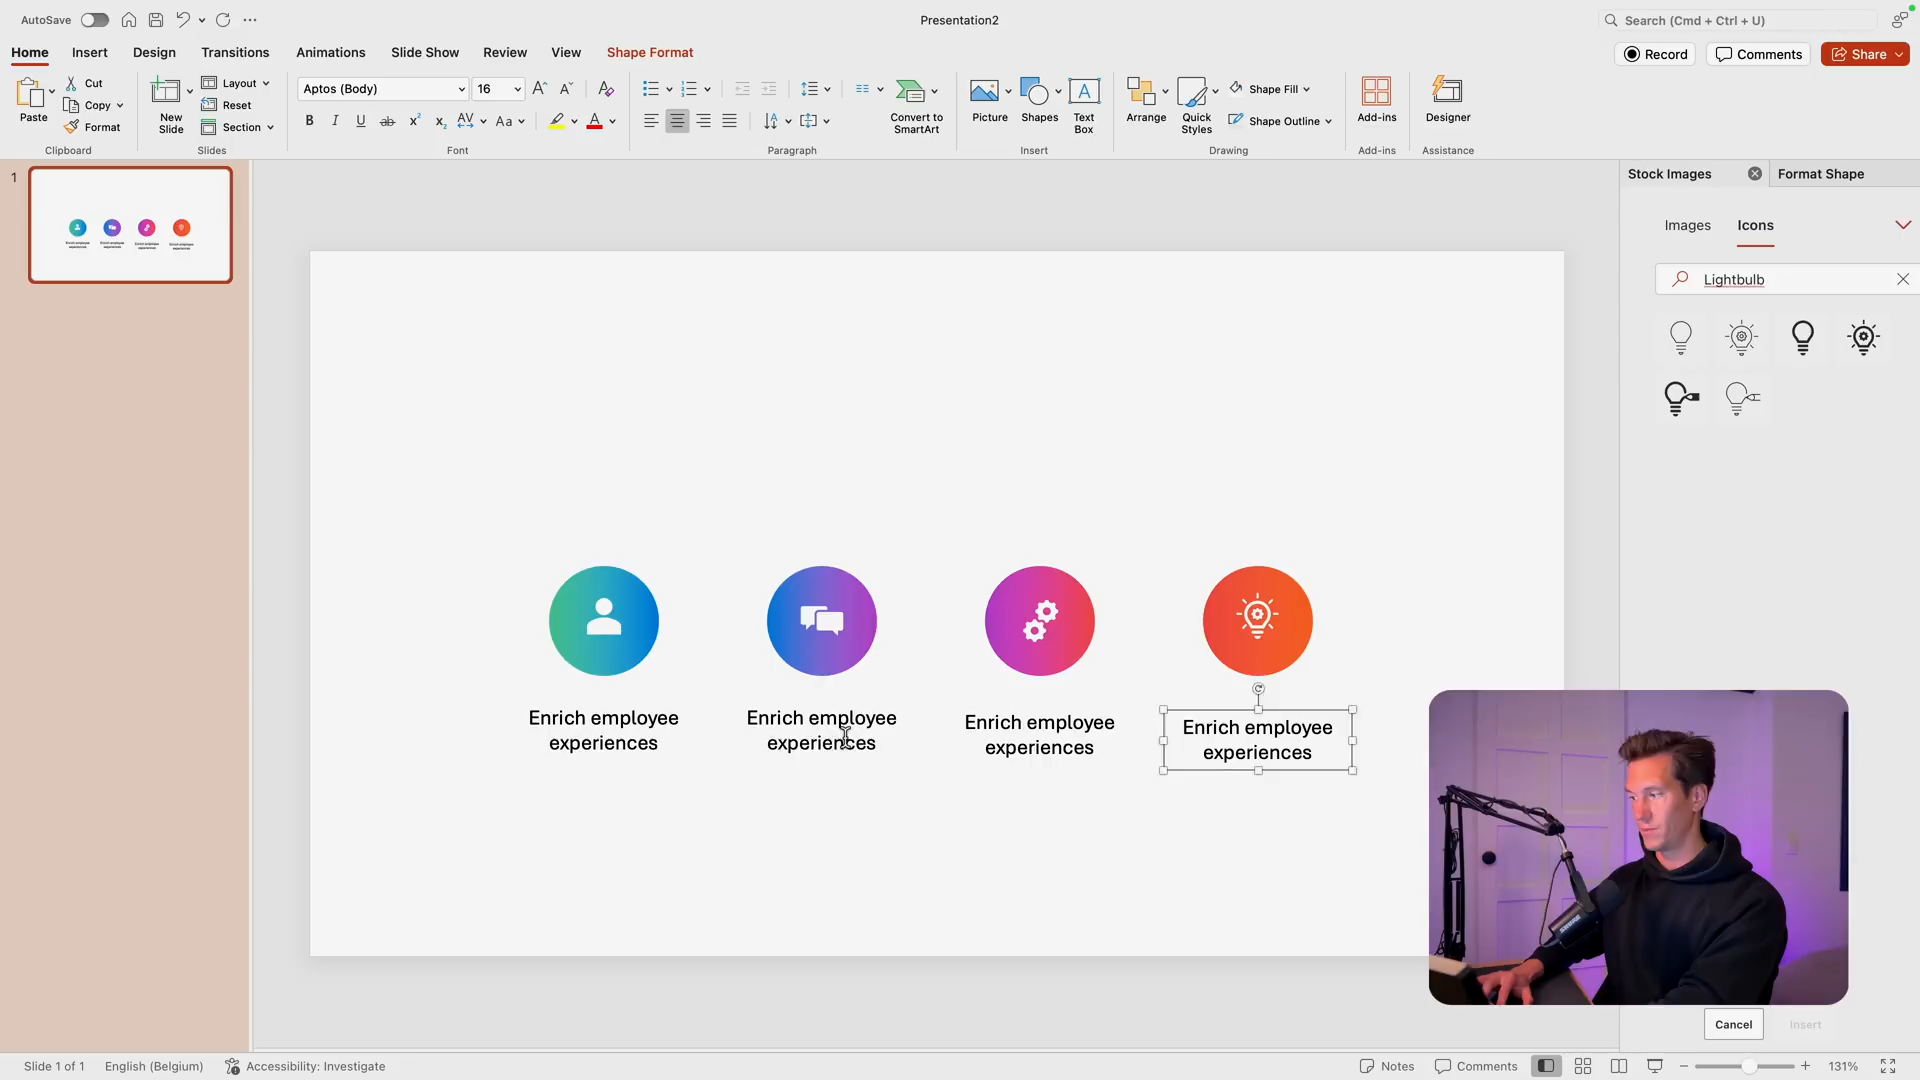 AutoSave
Presentation2
Search (Cmd + Ctrl + U)
Home
Insert
Design
Transitions
Animations
Slide Show
Review
View
Shape Format
Record
Comments
Share
Paste
Cut
Copy
Format
Clipboard
New
Slide
Layout
Reset
Section
Slides
Aptos (Body)
16
Font
Paragraph
Convert to
SmartArt
Picture
Shapes
Text
Box
Insert
Arrange
Quick
Styles
Shape Fill
Shape Outline
Drawing
Add-ins
Add-ins
Designer
Assistance
1
Stock Images
Format Shape
Images
Icons
Lightbulb
Enrich employee
experiences
Enrich employee
experiences
Enrich employee
experiences
Enrich employee
experiences
Cancel
Insert
Slide 1 of 1
English (Belgium)
Accessibility: Investigate
Notes
Comments
131%